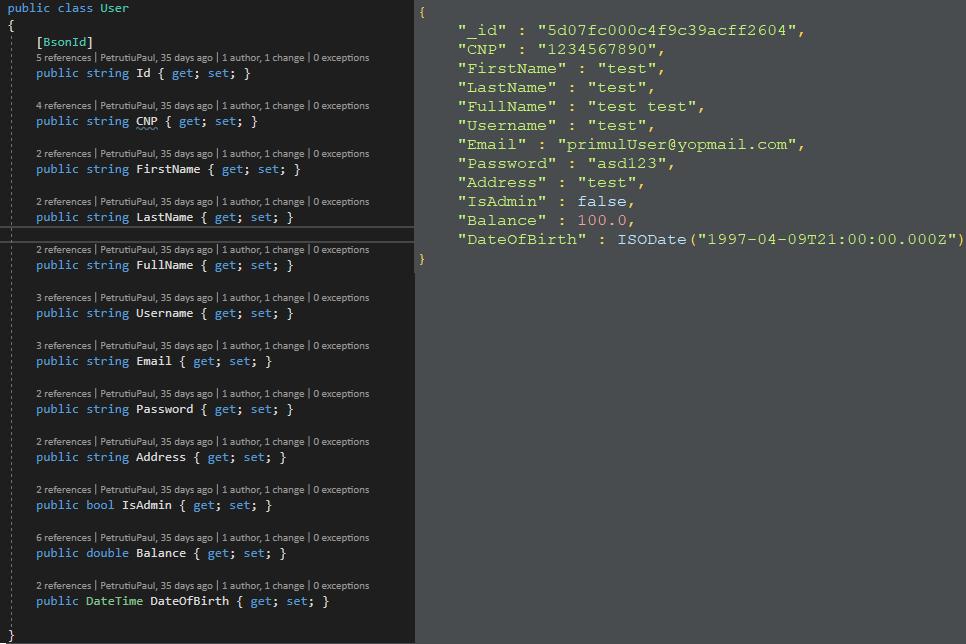 public class User
{
[BsonId]
5 references | PetrutiuPaul, 35 days ago | 1 author, 1 change | 0 exceptions
public string Id { get; set; }
4 references | PetrutiuPaul, 35 days ago | 1 author, 1 change | 0 exceptions
public string CNP { get; set; }
2 references | PetrutiuPaul, 35 days ago | 1 author, 1 change | 0 exceptions
public string FirstName { get; set; }
2 references | PetrutiuPaul, 35 days ago | 1 author, 1 change | 0 exceptions
public string LastName { get; set; }
2 references | PetrutiuPaul, 35 days ago | 1 author, 1 change | 0 exceptions
public string FullName { get; set; }
3 references | PetrutiuPaul, 35 days ago | 1 author, 1 change | 0 exceptions
public string Username { get; set; }
3 references | PetrutiuPaul, 35 days ago | 1 author, 1 change | 0 exceptions
public string Email { get; set; }
2 references | PetrutiuPaul, 35 days ago | 1 author, 1 change | 0 exceptions
public string Password { get; set; }
2 references | PetrutiuPaul, 35 days ago | 1 author, 1 change | 0 exceptions
public string Address { get; set; }
2 references | PetrutiuPaul, 35 days ago | 1 author, 1 change | 0 exceptions
public bool IsAdmin { get; set; }
6 references | PetrutiuPaul, 35 days ago | 1 author, 1 change | 0 exceptions
public double Balance { get; set; }
2 references | PetrutiuPaul, 35 days ago | 1 author, 1 change | 0 exceptions
public DateTime DateOfBirth { get; set; }
}
{
"_id" : "5d07fc000c4f9c39acff2604",
"CNP" : "1234567890",
"FirstName" : "test",
"LastName" : "test",
"FullName" : "test test",
"Username" : "test",
"Email" : "primulUser@yopmail.com",
"Password" : "asd123",
"Address" : "test",
"IsAdmin" : false,
"Balance" : 100.0,
"DateOfBirth" : ISODate("1997-04-09T21:00:00.000Z")
}